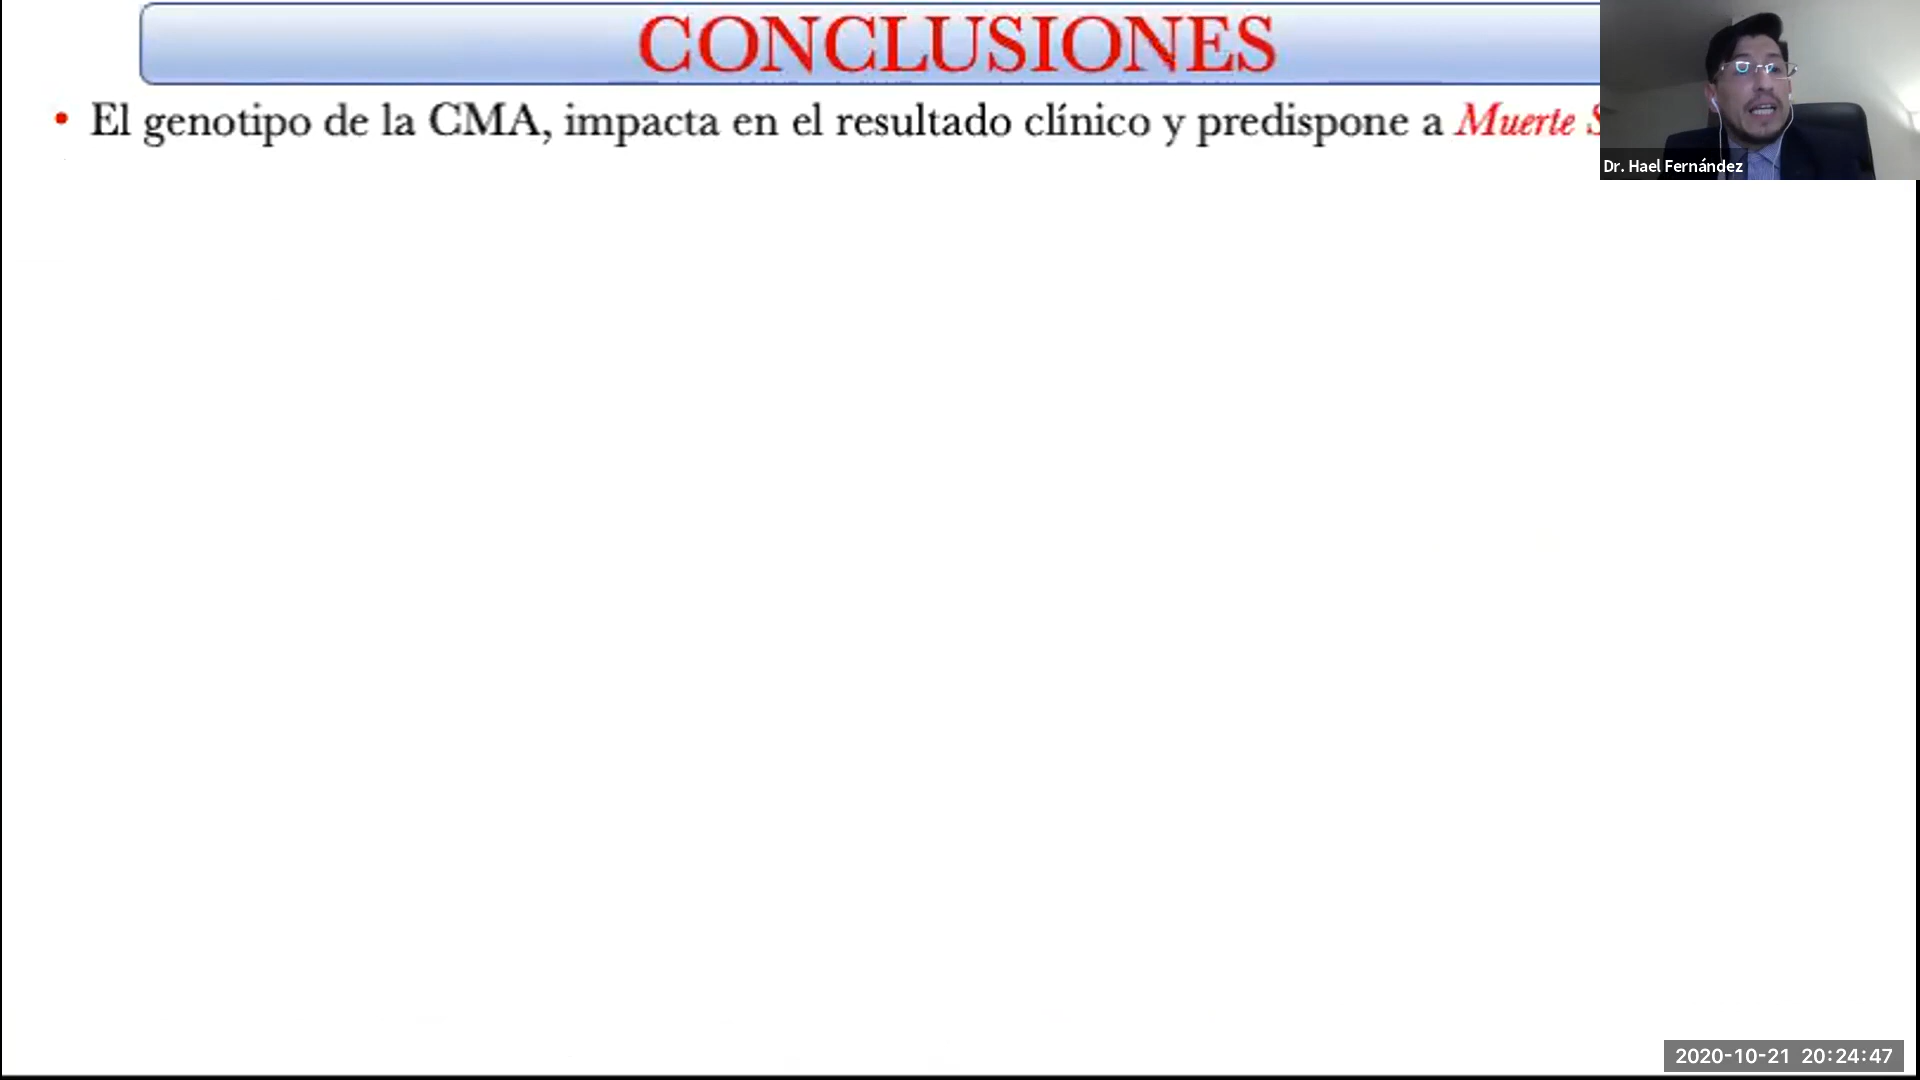 CONCLUSIONES
• El genotipo de la CMA, impacta en el resultado clínico y predispone a Muerte
Dr. Hael Fernández
2020-10-21 20:24:47